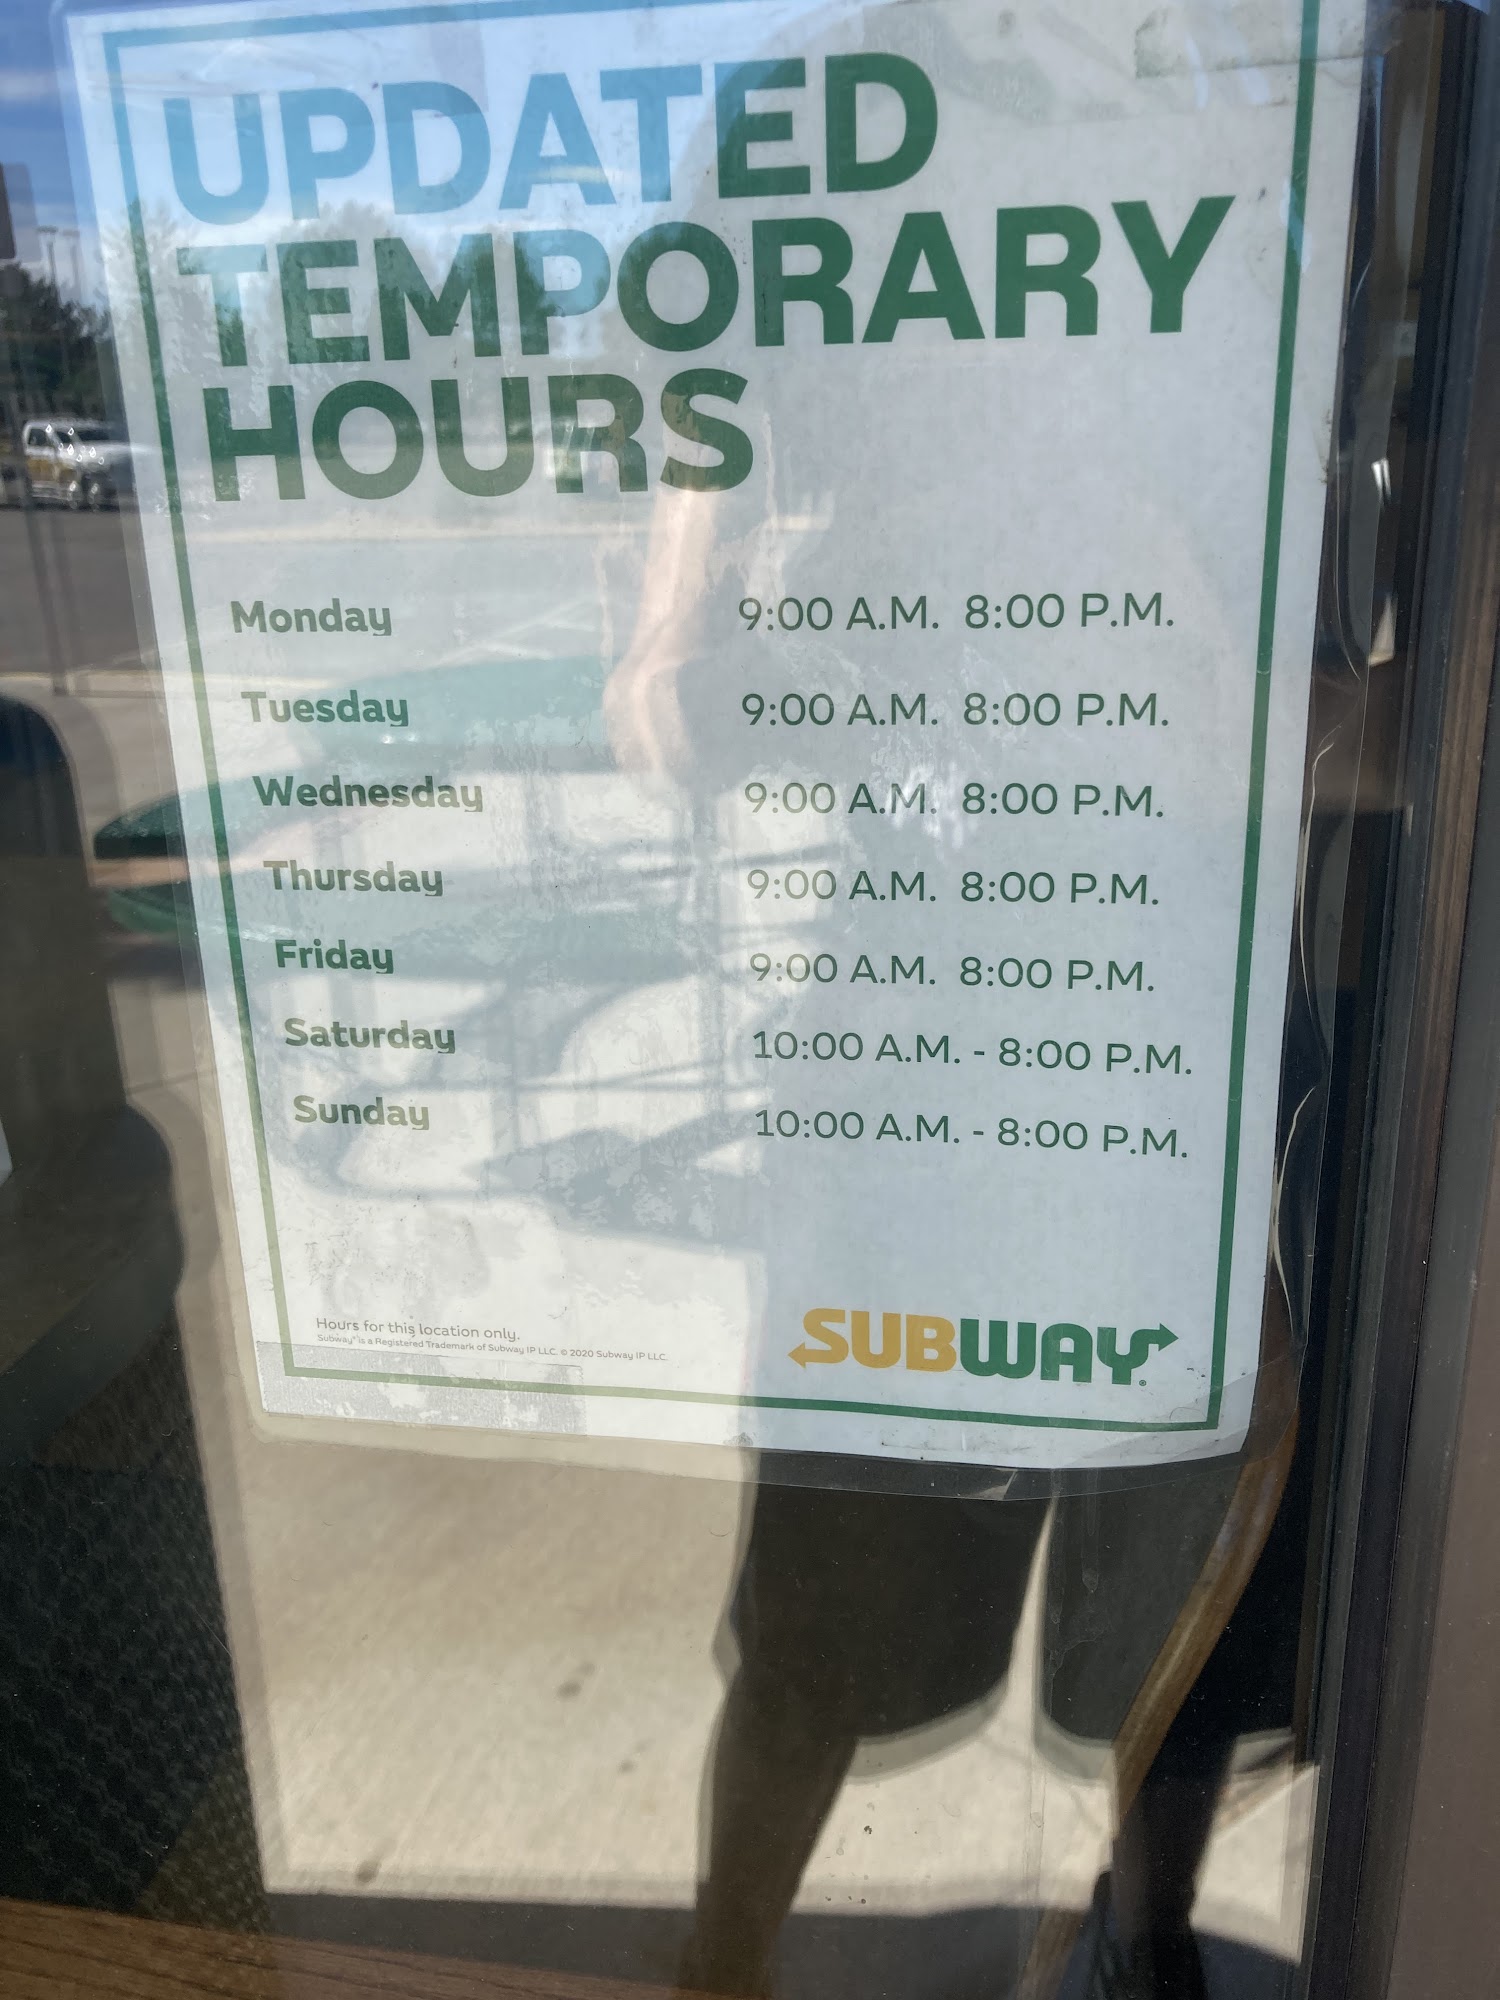 UPDATED
TEMPORARY
HOURS
Monday 9:00 A.M. 8:00 P.M.
Tuesday 9:00 A.M. 8:00 P.M.
Wednesday 9:00 A.M. 8:00 P.M.
Thursday 9:00 A.M. 8:00 P.M.
Friday 9:00 A.M. 8:00 P.M.
Saturday 10:00 A.M. - 8:00 P.M.
Sunday 10:00 A.M. - 8:00 P.M.
Hours for this location only.
Subway® is a Registered Trademark of Subway IP LLC. © 2020 Subway IP LLC.
SUBWAY®